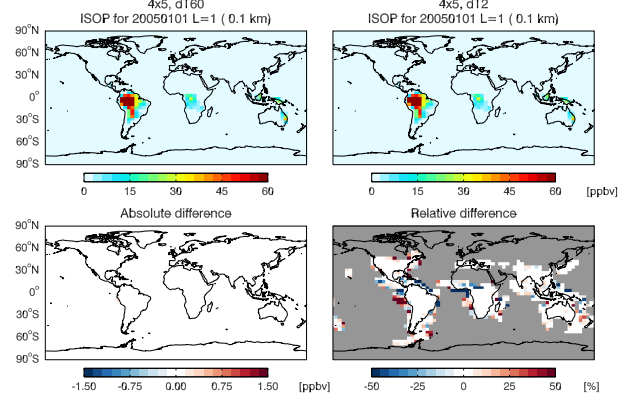 4x5, dT60
ISOP for 20050101 L=1 ( 0.1 km)
90°N
60°N
30°N
0°
30°S
60°S
90°S
0 15 30 45 60
4x5, dT2
ISOP for 20050101 L=1 ( 0.1 km)
0 15 30 45 60 [ppbv]
Absolute difference
90°N
60°N
30°N
0°
30°S
60°S
90°S
-1.50 -0.75 0.00 0.75 1.50 [ppbv]
Relative difference
-50 -25 0 25 50 [%]